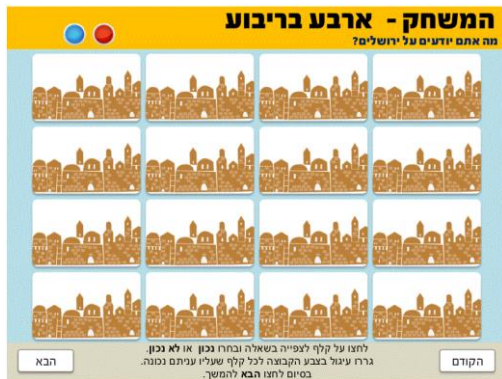 המשחק - ארבע בריבוע
מה אתם יודעים על ירושלים?
לחצו על קלף לצפייה בשאלה ובחרו נכון או לא נכון.
גררו עיגול בצבע הקבוצה לכל קלף שעליו עניתם נכונה.
בסיום לחצו הבא להמשך.
הקודם
הבא